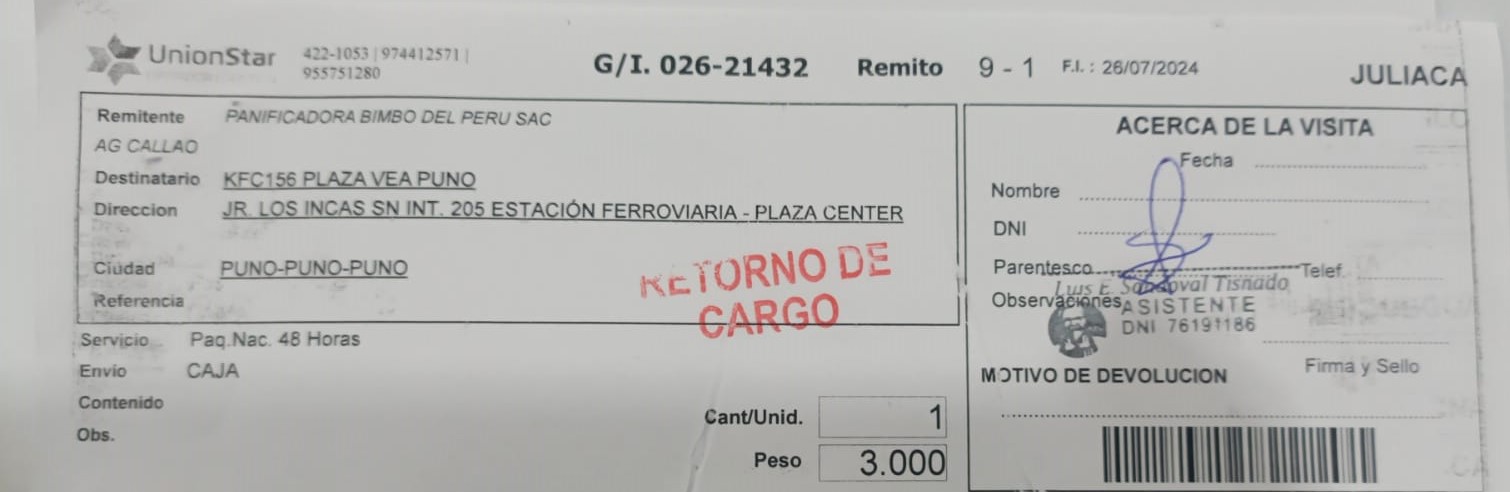 UnionStar 422-1053 | 974412571 |
955751280
G/I. 026-21432 Remito 9 - 1 F.I. : 26/07/2024 JULIACA
Remitente PANIFICADORA BIMBO DEL PERU SAC
AG CALLAO
Destinatario KFC156 PLAZA VEA PUNO
Direccion JR. LOS INCAS SN INT. 205 ESTACIÓN FERROVIARIA - PLAZA CENTER
Ciudad PUNO-PUNO-PUNO
Referencia
RETORNO DE
CARGO
Servicio Paq.Nac. 48 Horas
Envio CAJA
Contenido
Obs.
Cant/Unid. 1
Peso 3.000
ACERCA DE LA VISITA
Fecha
Nombre
DNI
Parentesco Telef.
Luis E. Sandoval Tisnado
Observaciones ASISTENTE
DNI 76191186
Firma y Sello
MOTIVO DE DEVOLUCION